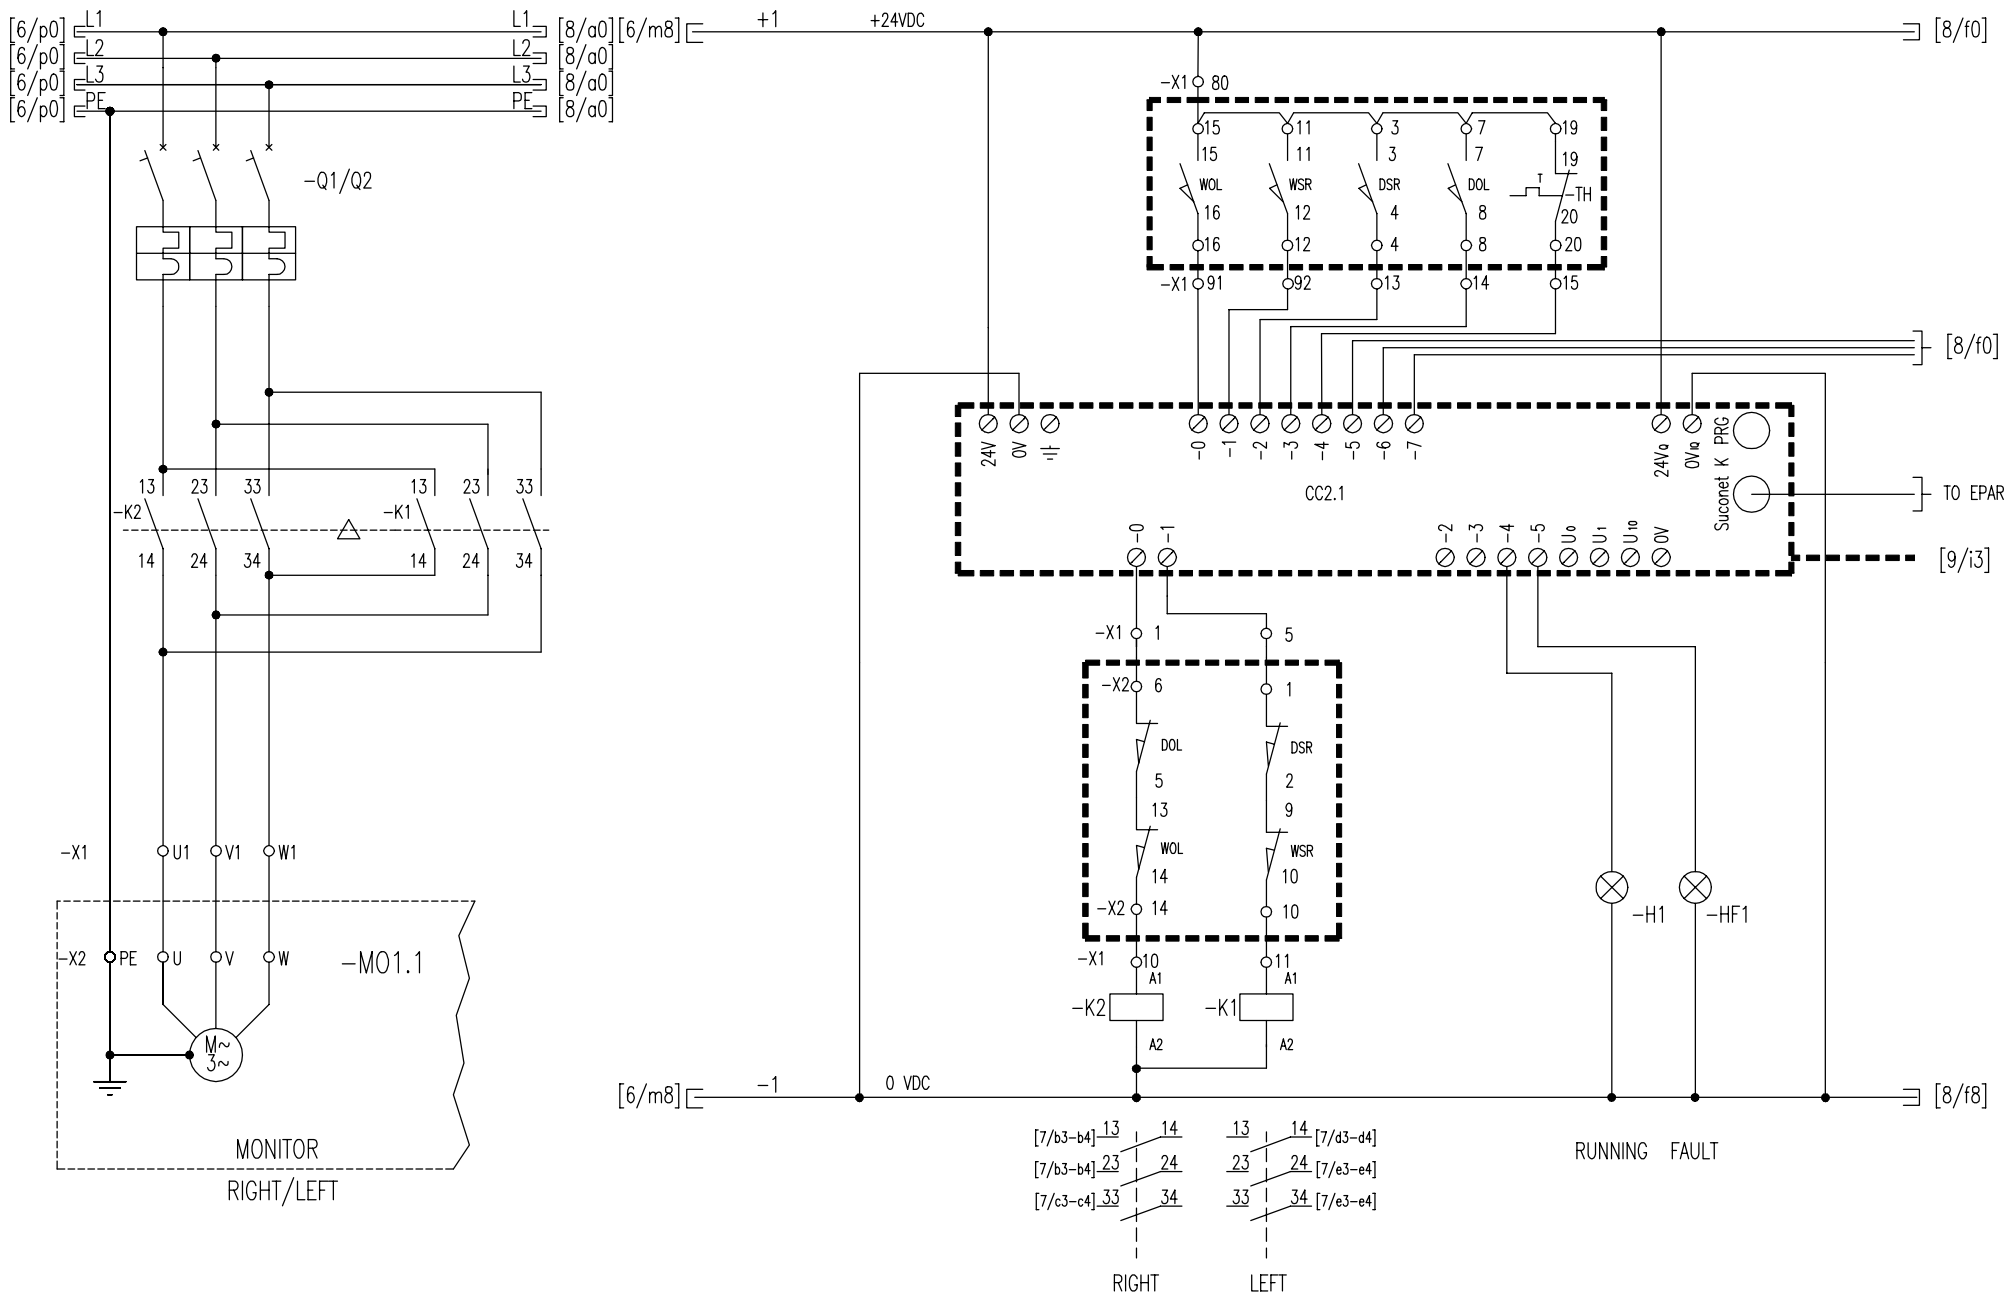 [6/p0] L1 L1 [8/a0] [6/m8] +1 +24VDC [8/f0]
[6/p0] L2 L2 [8/a0]
[6/p0] L3 L3 [8/a0]
[6/p0] PE PE [8/a0]
-X1 80
15 11 3 7 19
15 11 3 7 19
-Q1/Q2
WOL WSR DSR DOL T -TH
16 12 4 8 20
16 12 4 8 20
-X1 91 92 13 14 15
[8/f0]
24V 0V -0 -1 -2 -3 -4 -5 -6 -7 24VQ 0VIQ Suconet K PRG
CC2.1
TO EPAR
13 23 33 13 23 33
-K2 -K1
14 24 34 14 24 34
-0 -1 -2 -3 -4 -5 U0 U1 U10 0V
[9/i3]
-X1 1 5
-X2 6 1
DOL DSR
5 2
13 9
WOL WSR
14 10
-X2 14 10
-X1 U1 V1 W1
-H1 -HF1
-X2 PE U V W -MO1.1
-X1 10 11
A1 A1
-K2 -K1
A2 A2
M~
3~
[6/m8] -1 0 VDC [8/f8]
MONITOR
RIGHT/LEFT
[7/b3-b4] 13 14 13 14 [7/d3-d4]
[7/b3-b4] 23 24 23 24 [7/e3-e4]
[7/c3-c4] 33 34 33 34 [7/e3-e4]
RUNNING FAULT
RIGHT LEFT